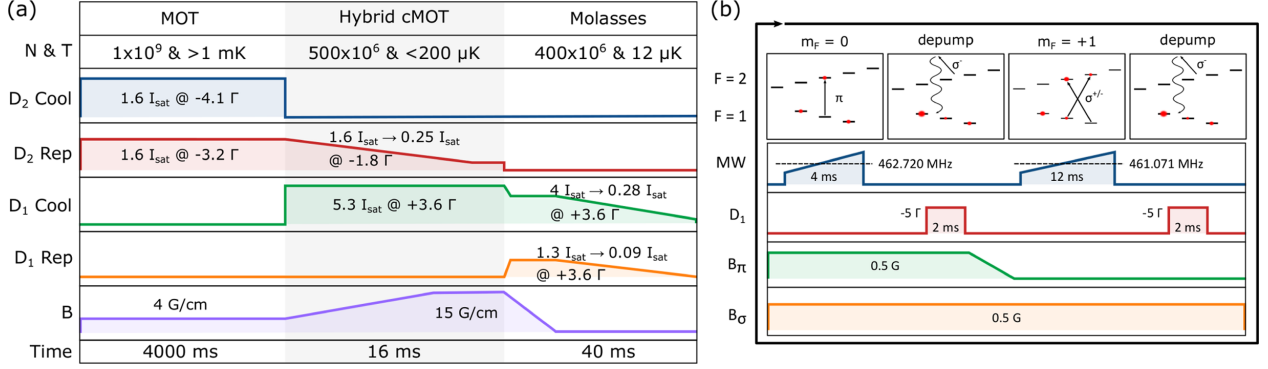 (a)
MOT
Hybrid cMOT
Molasses
N & T
1x10⁹ & >1 mK
500x10⁶ & <200 µK
400x10⁶ & 12 µK
D₂ Cool
1.6 Iₛₐₜ @ -4.1 Γ
D₂ Rep
1.6 Iₛₐₜ @ -3.2 Γ
1.6 Iₛₐₜ → 0.25 Iₛₐₜ
@ -1.8 Γ
D₁ Cool
5.3 Iₛₐₜ @ +3.6 Γ
4 Iₛₐₜ → 0.28 Iₛₐₜ
@ +3.6 Γ
D₁ Rep
1.3 Iₛₐₜ → 0.09 Iₛₐₜ
@ +3.6 Γ
B
4 G/cm
15 G/cm
Time
4000 ms
16 ms
40 ms
(b)
m_F = 0
depump
m_F = +1
depump
F = 2
F = 1
π
σ⁻
σ⁺/⁻
σ⁻
MW
4 ms
462.720 MHz
12 ms
461.071 MHz
D₁
-5 Γ
2 ms
-5 Γ
2 ms
B_π
0.5 G
B_σ
0.5 G